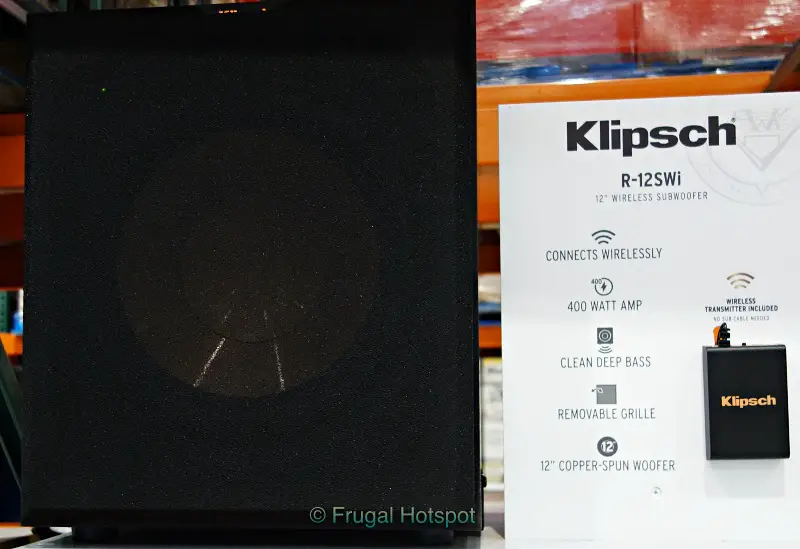 Klipsch
R-12SWi
12" WIRELESS SUBWOOFER
CONNECTS WIRELESSLY
400
400 WATT AMP
CLEAN DEEP BASS
REMOVABLE GRILLE
12"
12" COPPER-SPUN WOOFER
WIRELESS
TRANSMITTER INCLUDED
NO SUB CABLE NEEDED
Klipsch
© Frugal Hotspot